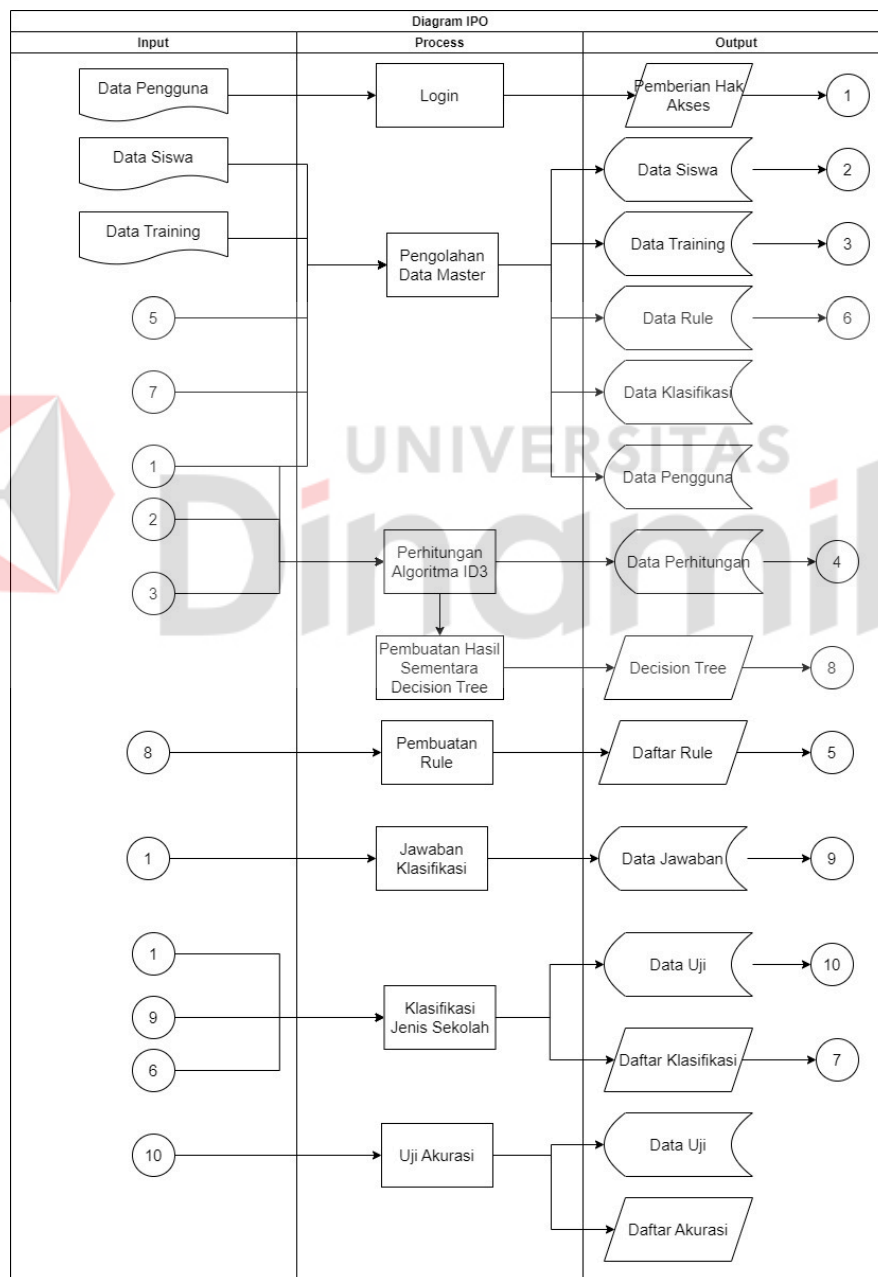 Diagram IPO
Input
Process
Output
Data Pengguna
Login
Pemberian Hak
Akses
1
Data Siswa
Data Siswa
2
Data Training
Pengolahan
Data Master
Data Training
3
5
Data Rule
6
7
Data Klasifikasi
1
Data Pengguna
UNIVERSITAS
Dinamik
2
3
Perhitungan
Algoritma ID3
Data Perhitungan
4
Pembuatan Hasil
Sementara
Decision Tree
Decision Tree
8
8
Pembuatan
Rule
Daftar Rule
5
1
Jawaban
Klasifikasi
Data Jawaban
9
1
9
6
Klasifikasi
Jenis Sekolah
Data Uji
10
Daftar Klasifikasi
7
10
Uji Akurasi
Data Uji
Daftar Akurasi